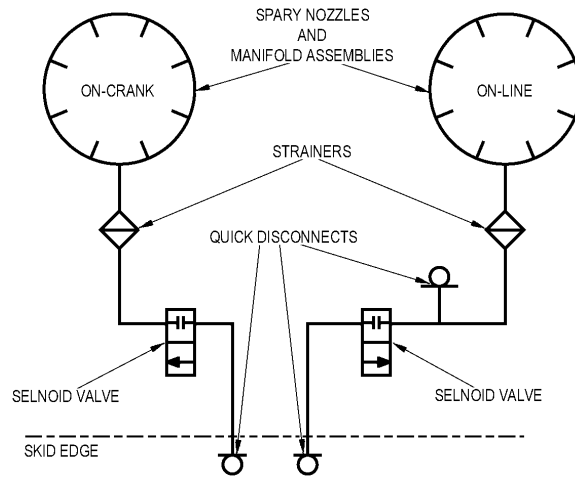 SPARY NOZZLES
AND
MANIFOLD ASSEMBLIES
ON-CRANK
ON-LINE
STRAINERS
QUICK DISCONNECTS
SELNOID VALVE
SELNOID VALVE
SKID EDGE